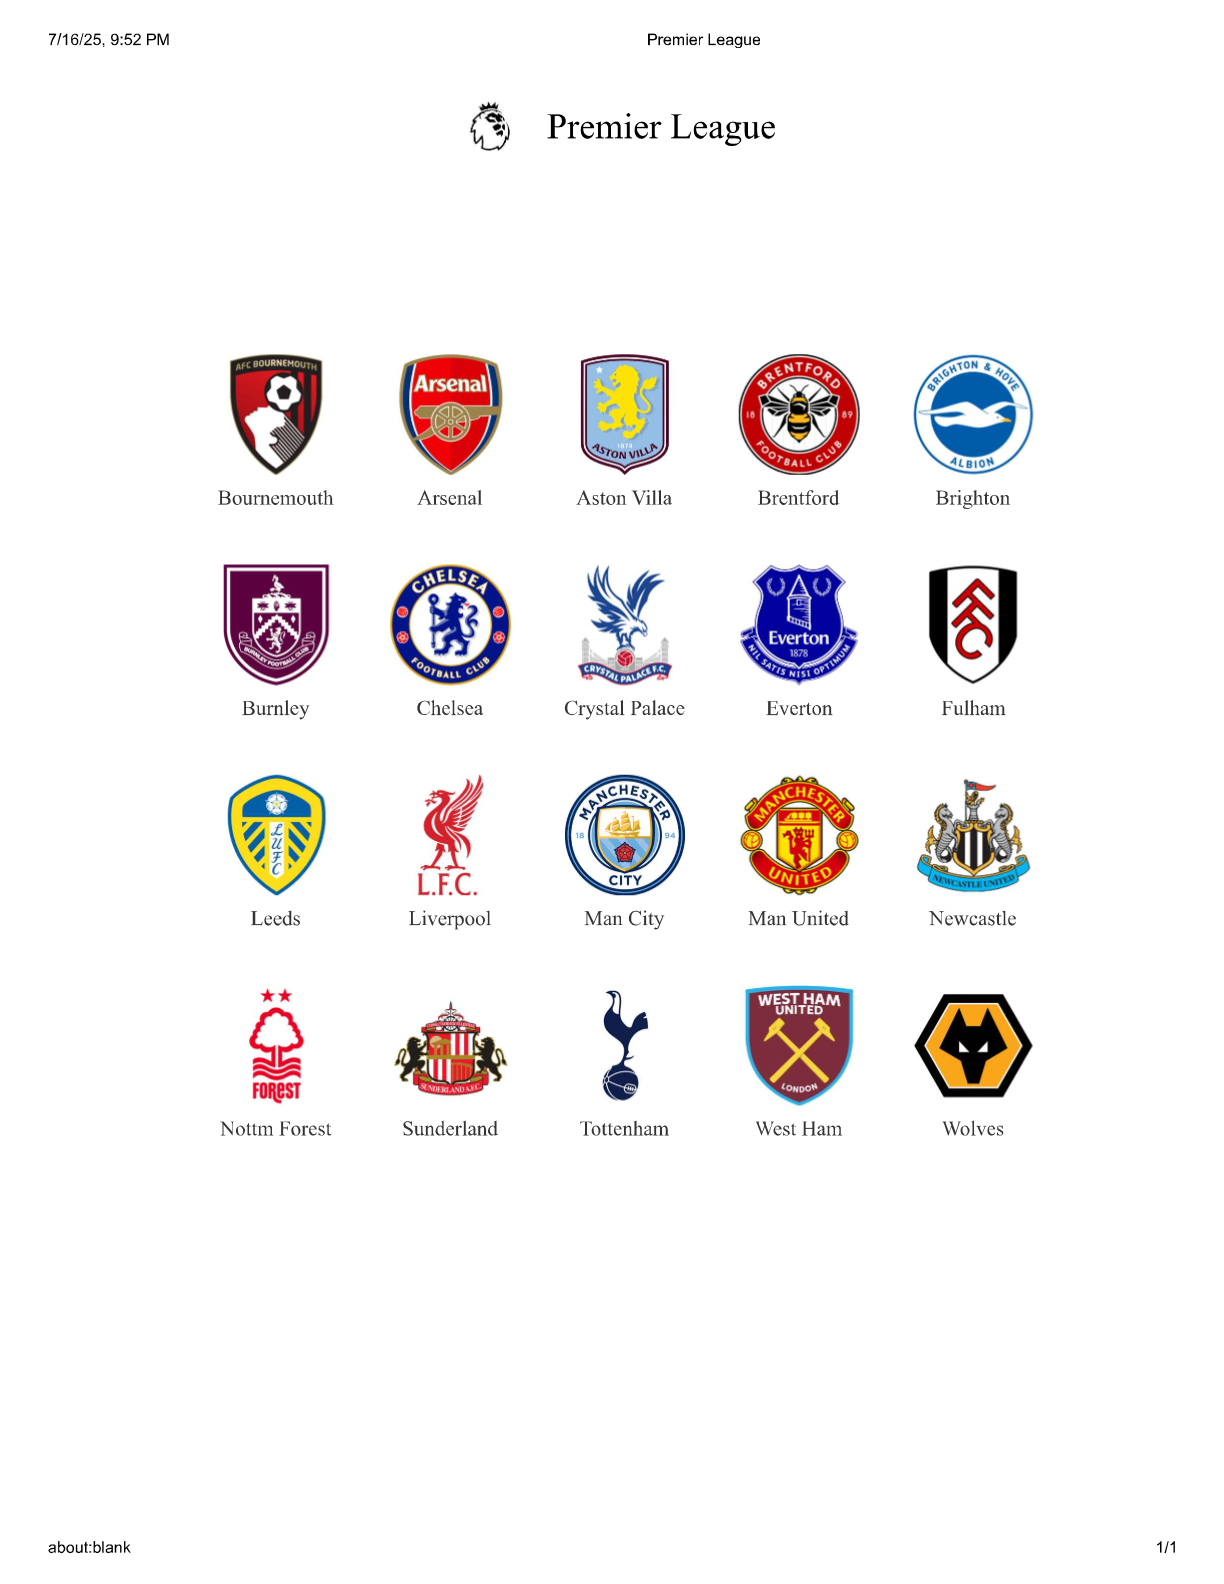 7/16/25, 9:52 PM
Premier League
Premier League
AFC BOURNEMOUTH
Arsenal
1874
ASTON VILLA
BRENTFORD
18 89
FOOTBALL CLUB
BRIGHTON & HOVE
ALBION
Bournemouth
Arsenal
Aston Villa
Brentford
Brighton
BURNLEY FOOTBALL CLUB
CHELSEA
FOOTBALL CLUB
CRYSTAL PALACE F.C.
Everton
1878
NIL SATIS NISI OPTIMUM
FFC
Burnley
Chelsea
Crystal Palace
Everton
Fulham
LUFC
L.F.C.
MANCHESTER
18 94
CITY
MANCHESTER
UNITED
NEWCASTLE UNITED
Leeds
Liverpool
Man City
Man United
Newcastle
FOREST
SUNDERLAND A.F.C.
WEST HAM
UNITED
LONDON
Nottm Forest
Sunderland
Tottenham
West Ham
Wolves
about:blank
1/1